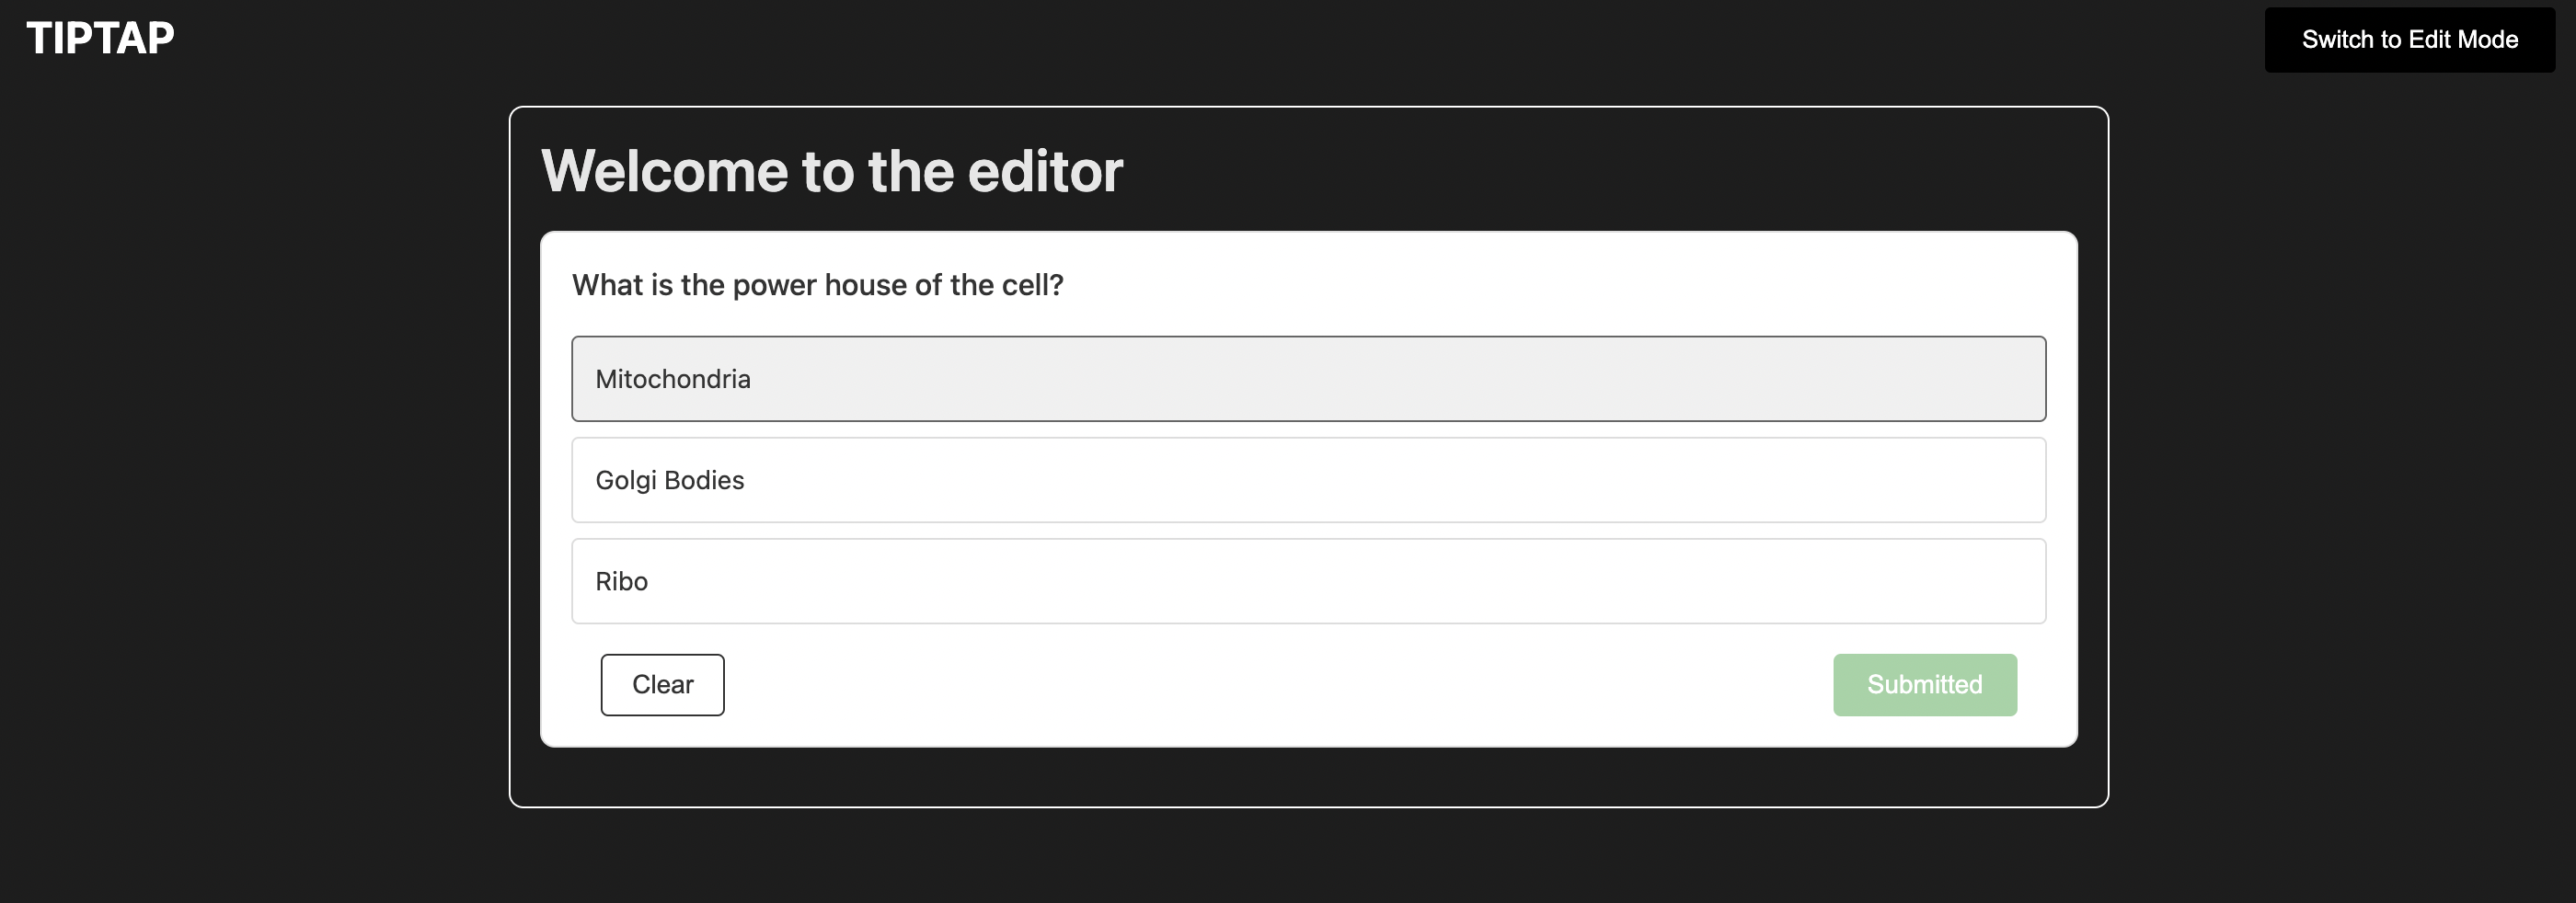 TIPTAP
Switch to Edit Mode
Welcome to the editor
What is the power house of the cell?
Mitochondria
Golgi Bodies
Ribo
Clear
Submitted